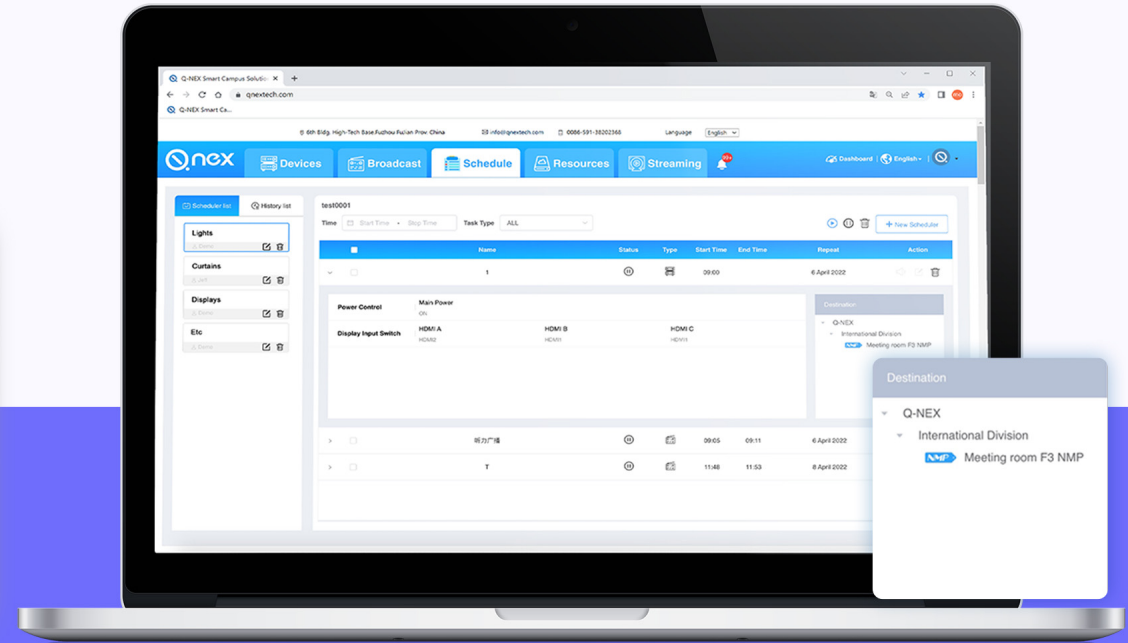 Q-NEX Smart Campus Solutio
qnextech.com
Q-NEX Smart Ca...
6th Bldg, High-Tech Base Fuzhou Fujian Prov. China info@qnextech.com 0086-591-38202366 Language English
Qnex Devices Broadcast Schedule Resources Streaming Dashboard | English
Scheduler list History list
Lights
Curtains
Displays
Etc
test0001
Time Start Time - Stop Time Task Type ALL New Scheduler
Name Status Type Start Time End Time Repeat Action
1 09:00 6 April 2022
Power Control Main Power
ON
Display Input Switch HDMI A HDMI B HDMI C
HDMI2 HDMI1 HDMI1
Destination
Q-NEX
International Division
NMP Meeting room F3 NMP
听力广播 09:05 09:11 6 April 2022
T 11:48 11:53 8 April 2022
Destination
Q-NEX
International Division
NMP Meeting room F3 NMP